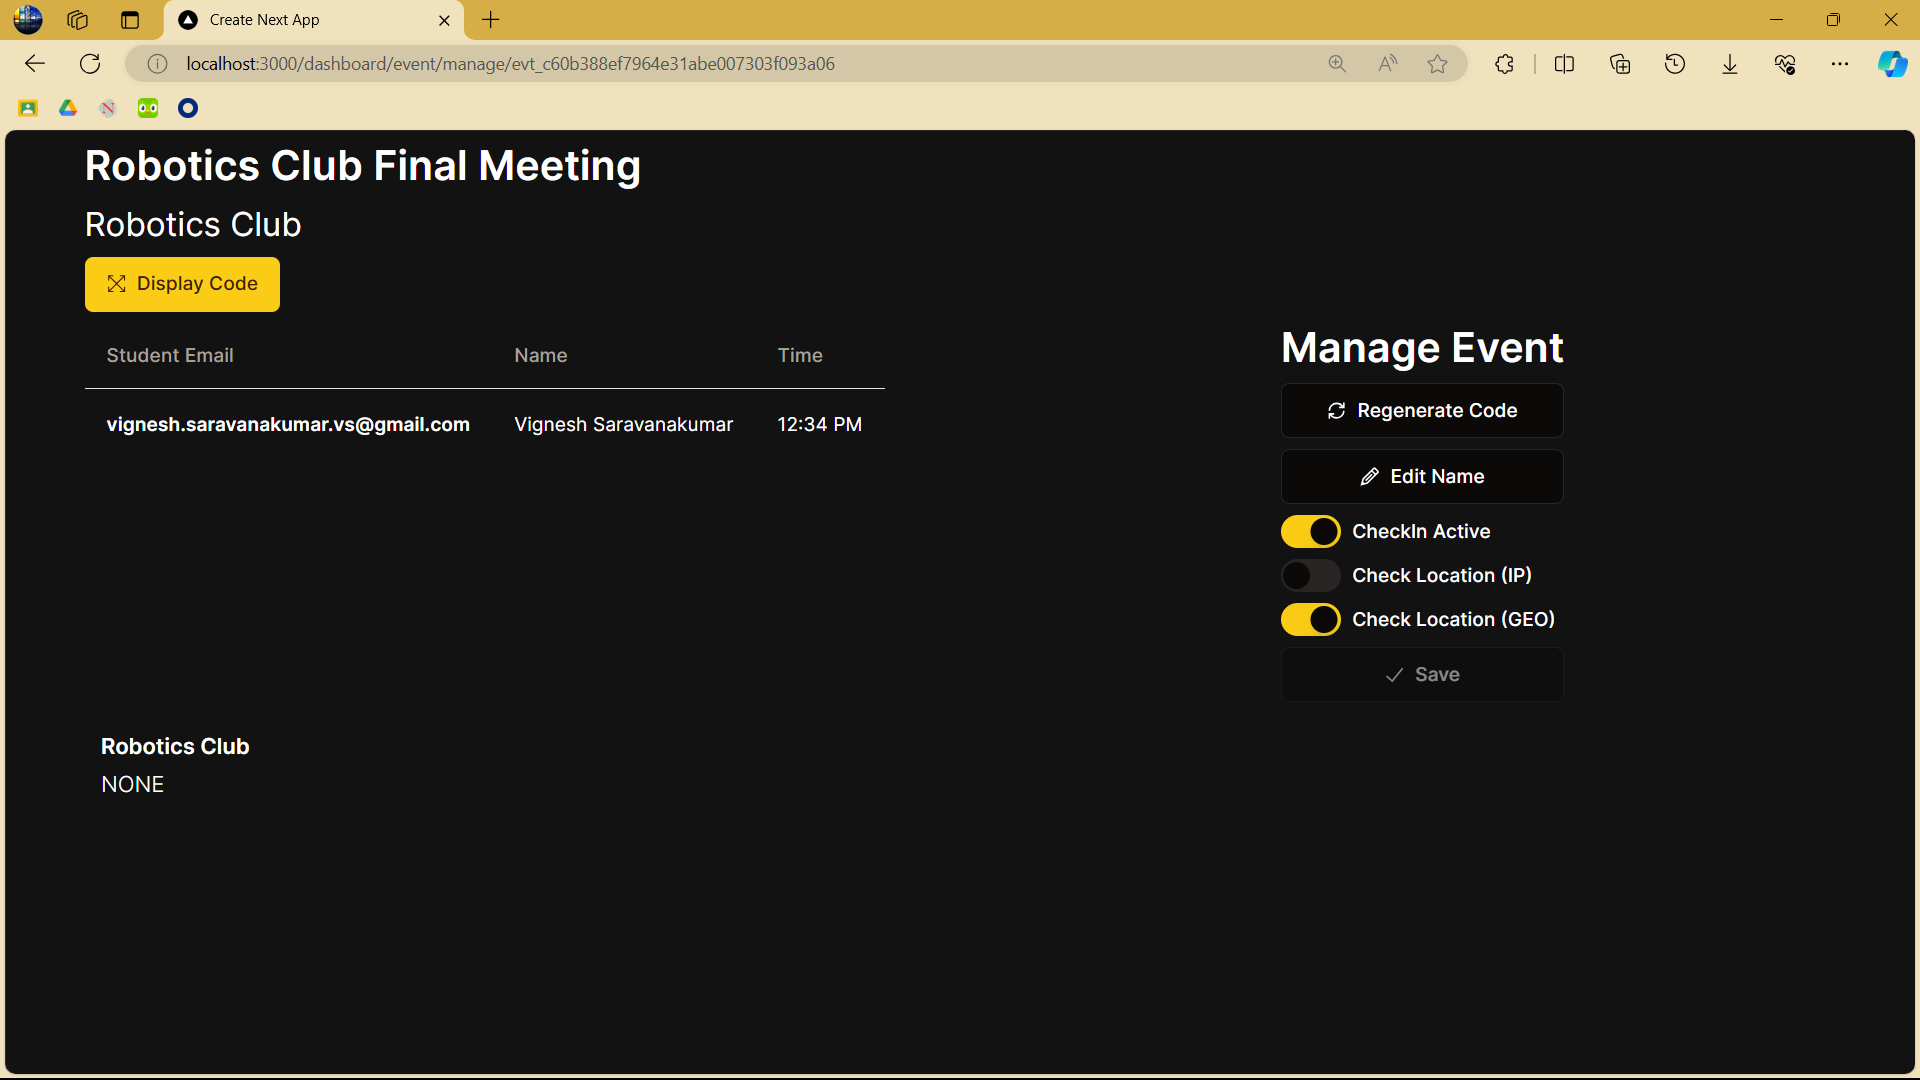 Create Next App
localhost:3000/dashboard/event/manage/evt_c60b388ef7964e31abe007303f093a06
Robotics Club Final Meeting
Robotics Club
Display Code
Student Email Name Time
vignesh.saravanakumar.vs@gmail.com Vignesh Saravanakumar 12:34 PM
Manage Event
Regenerate Code
Edit Name
CheckIn Active
Check Location (IP)
Check Location (GEO)
Save
Robotics Club
NONE